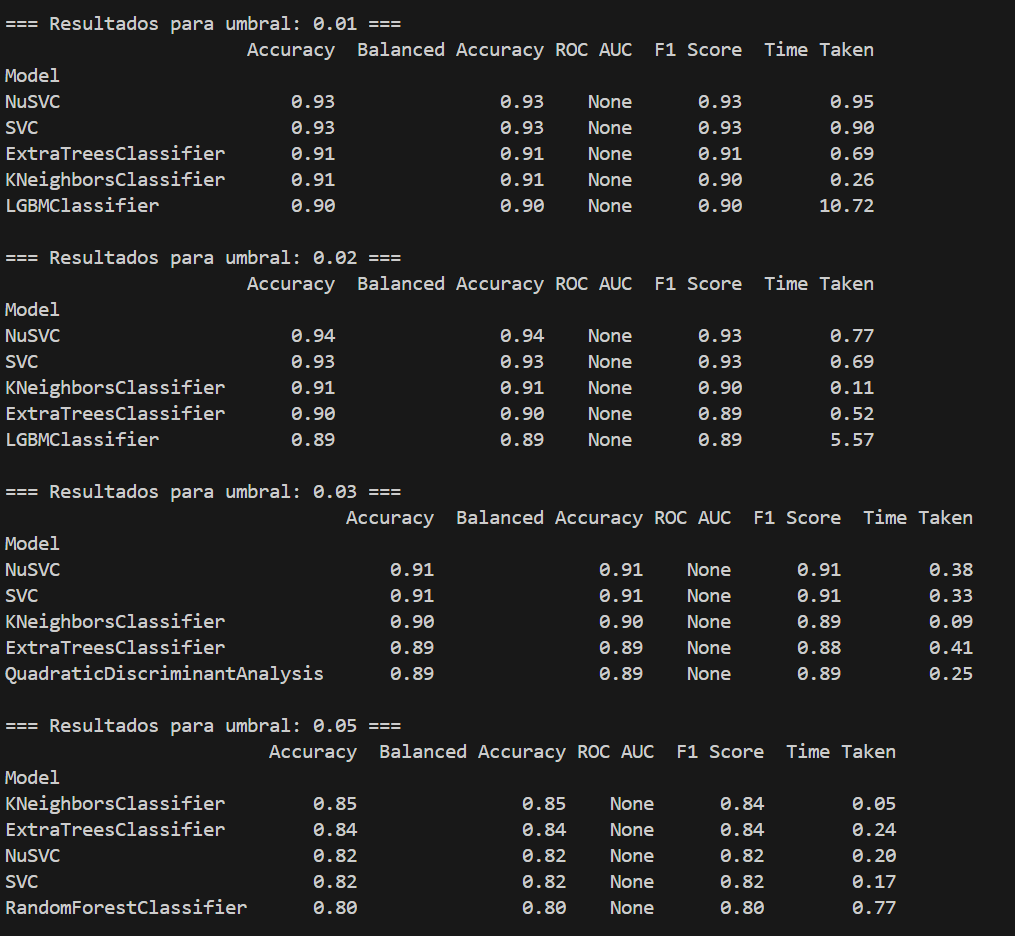 === Resultados para umbral: 0.01 ===
Accuracy Balanced Accuracy ROC AUC F1 Score Time Taken
Model
NuSVC 0.93 0.93 None 0.93 0.95
SVC 0.93 0.93 None 0.93 0.90
ExtraTreesClassifier 0.91 0.91 None 0.91 0.69
KNeighborsClassifier 0.91 0.91 None 0.90 0.26
LGBMClassifier 0.90 0.90 None 0.90 10.72
=== Resultados para umbral: 0.02 ===
Accuracy Balanced Accuracy ROC AUC F1 Score Time Taken
Model
NuSVC 0.94 0.94 None 0.93 0.77
SVC 0.93 0.93 None 0.93 0.69
KNeighborsClassifier 0.91 0.91 None 0.90 0.11
ExtraTreesClassifier 0.90 0.90 None 0.89 0.52
LGBMClassifier 0.89 0.89 None 0.89 5.57
=== Resultados para umbral: 0.03 ===
Accuracy Balanced Accuracy ROC AUC F1 Score Time Taken
Model
NuSVC 0.91 0.91 None 0.91 0.38
SVC 0.91 0.91 None 0.91 0.33
KNeighborsClassifier 0.90 0.90 None 0.89 0.09
ExtraTreesClassifier 0.89 0.89 None 0.88 0.41
QuadraticDiscriminantAnalysis 0.89 0.89 None 0.89 0.25
=== Resultados para umbral: 0.05 ===
Accuracy Balanced Accuracy ROC AUC F1 Score Time Taken
Model
KNeighborsClassifier 0.85 0.85 None 0.84 0.05
ExtraTreesClassifier 0.84 0.84 None 0.84 0.24
NuSVC 0.82 0.82 None 0.82 0.20
SVC 0.82 0.82 None 0.82 0.17
RandomForestClassifier 0.80 0.80 None 0.80 0.77